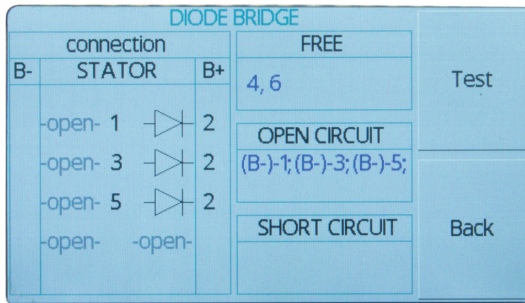 DIODE BRIDGE
connection
B- STATOR B+
-open- 1 2
-open- 3 2
-open- 5 2
-open- -open-
FREE
4, 6
OPEN CIRCUIT
(B-)-1; (B-)-3; (B-)-5;
SHORT CIRCUIT
Test
Back